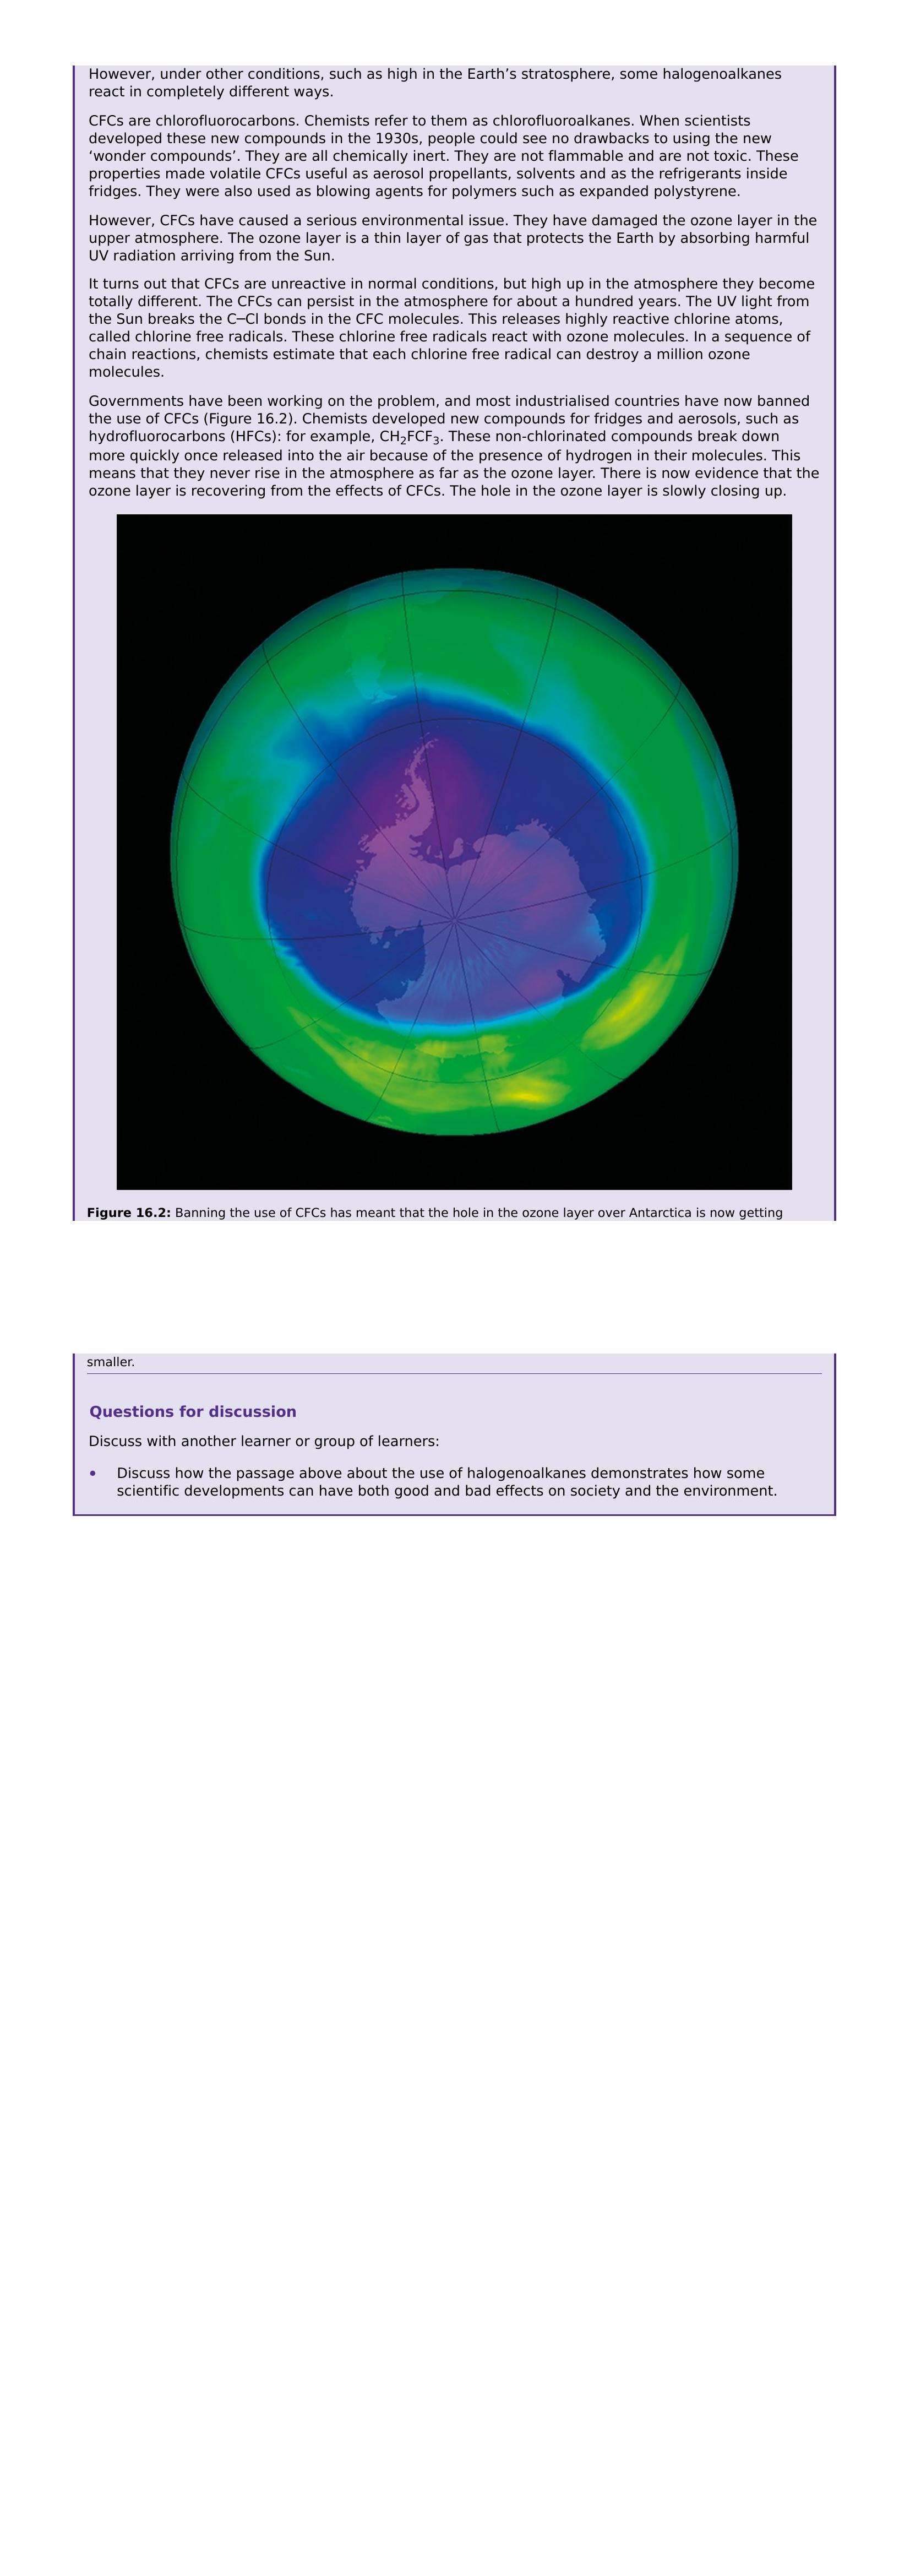 However, under other conditions, such as high in the Earth’s stratosphere, some halogenoalkanes
react in completely different ways.
CFCs are chlorofluorocarbons. Chemists refer to them as chlorofluoroalkanes. When scientists
developed these new compounds in the 1930s, people could see no drawbacks to using the new
‘wonder compounds’. They are all chemically inert. They are not flammable and are not toxic. These
properties made volatile CFCs useful as aerosol propellants, solvents and as the refrigerants inside
fridges. They were also used as blowing agents for polymers such as expanded polystyrene.
However, CFCs have caused a serious environmental issue. They have damaged the ozone layer in the
upper atmosphere. The ozone layer is a thin layer of gas that protects the Earth by absorbing harmful
UV radiation arriving from the Sun.
It turns out that CFCs are unreactive in normal conditions, but high up in the atmosphere they become
totally different. The CFCs can persist in the atmosphere for about a hundred years. The UV light from
the Sun breaks the C─Cl bonds in the CFC molecules. This releases highly reactive chlorine atoms,
called chlorine free radicals. These chlorine free radicals react with ozone molecules. In a sequence of
chain reactions, chemists estimate that each chlorine free radical can destroy a million ozone
molecules.
Governments have been working on the problem, and most industrialised countries have now banned
the use of CFCs (Figure 16.2). Chemists developed new compounds for fridges and aerosols, such as
hydrofluorocarbons (HFCs): for example, CH₂FCF₃. These non-chlorinated compounds break down
more quickly once released into the air because of the presence of hydrogen in their molecules. This
means that they never rise in the atmosphere as far as the ozone layer. There is now evidence that the
ozone layer is recovering from the effects of CFCs. The hole in the ozone layer is slowly closing up.
Figure 16.2: Banning the use of CFCs has meant that the hole in the ozone layer over Antarctica is now getting
smaller.
Questions for discussion
Discuss with another learner or group of learners:
• Discuss how the passage above about the use of halogenoalkanes demonstrates how some
scientific developments can have both good and bad effects on society and the environment.